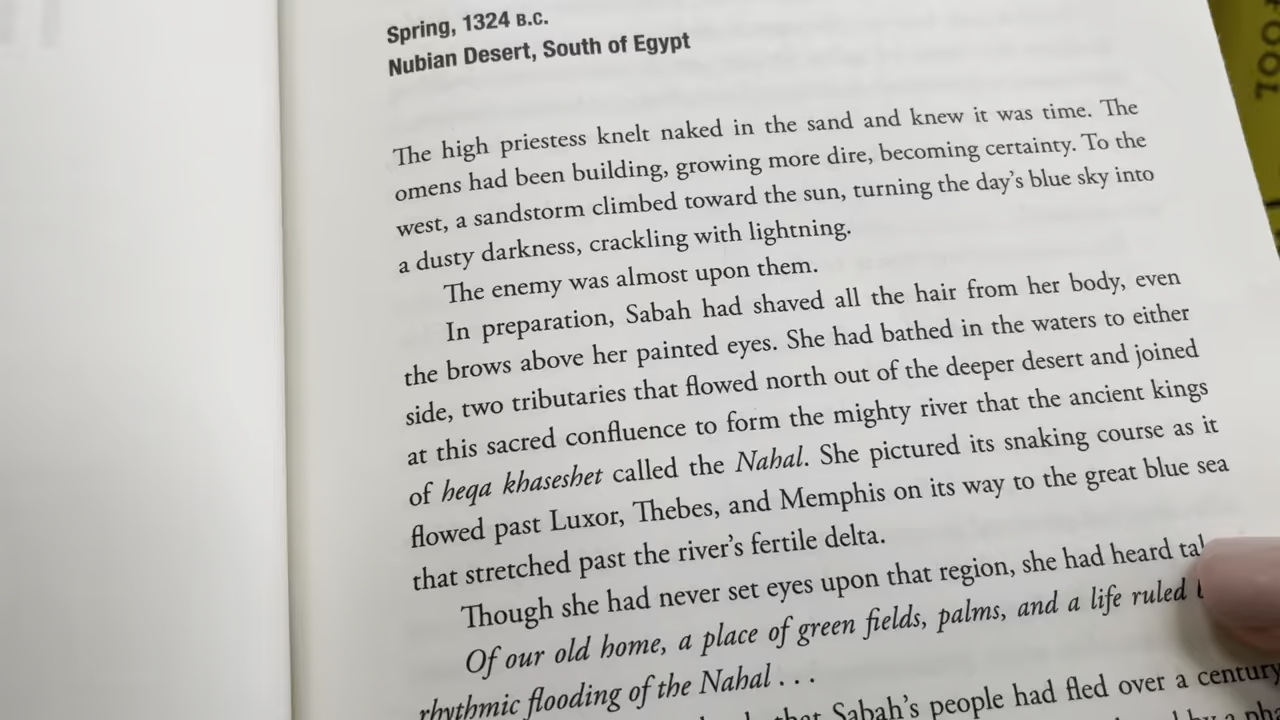 Spring, 1324 B.C.
Nubian Desert, South of Egypt
The high priestess knelt naked in the sand and knew it was time. The
omens had been building, growing more dire, becoming certainty. To the
west, a sandstorm climbed toward the sun, turning the day's blue sky into
a dusty darkness, crackling with lightning.
The enemy was almost upon them.
In preparation, Sabah had shaved all the hair from her body, even
the brows above her painted eyes. She had bathed in the waters to either
side, two tributaries that flowed north out of the deeper desert and joined
at this sacred confluence to form the mighty river that the ancient kings
of heqa khaseshet called the Nahal. She pictured its snaking course as it
flowed past Luxor, Thebes, and Memphis on its way to the great blue sea
that stretched past the river's fertile delta.
Though she had never set eyes upon that region, she had heard
Of our old home, a place of green fields, palms, and a life ruled
rhythmic flooding of the Nahal . . .
that Sabah's people had fled over a century
by a